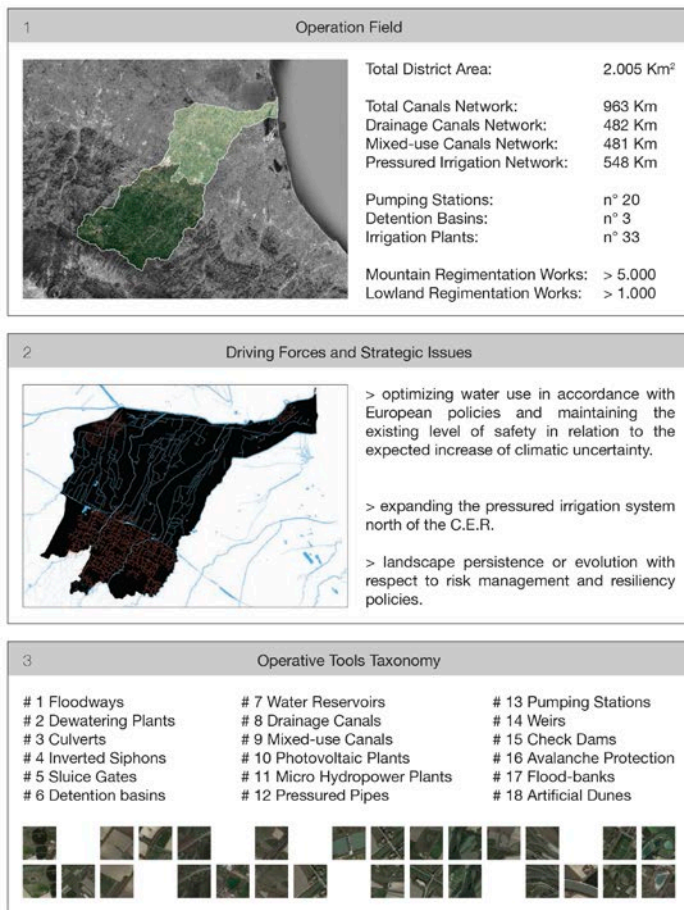 1
Operation Field
Total District Area: 2.005 Km²
Total Canals Network: 963 Km
Drainage Canals Network: 482 Km
Mixed-use Canals Network: 481 Km
Pressured Irrigation Network: 548 Km
Pumping Stations: n° 20
Detention Basins: n° 3
Irrigation Plants: n° 33
Mountain Regimentation Works: > 5.000
Lowland Regimentation Works: > 1.000
2
Driving Forces and Strategic Issues
> optimizing water use in accordance with
European policies and maintaining the
existing level of safety in relation to the
expected increase of climatic uncertainty.
> expanding the pressured irrigation system
north of the C.E.R.
> landscape persistence or evolution with
respect to risk management and resiliency
policies.
3
Operative Tools Taxonomy
# 1 Floodways
# 2 Dewatering Plants
# 3 Culverts
# 4 Inverted Siphons
# 5 Sluice Gates
# 6 Detention basins
# 7 Water Reservoirs
# 8 Drainage Canals
# 9 Mixed-use Canals
# 10 Photovoltaic Plants
# 11 Micro Hydropower Plants
# 12 Pressured Pipes
# 13 Pumping Stations
# 14 Weirs
# 15 Check Dams
# 16 Avalanche Protection
# 17 Flood-banks
# 18 Artificial Dunes